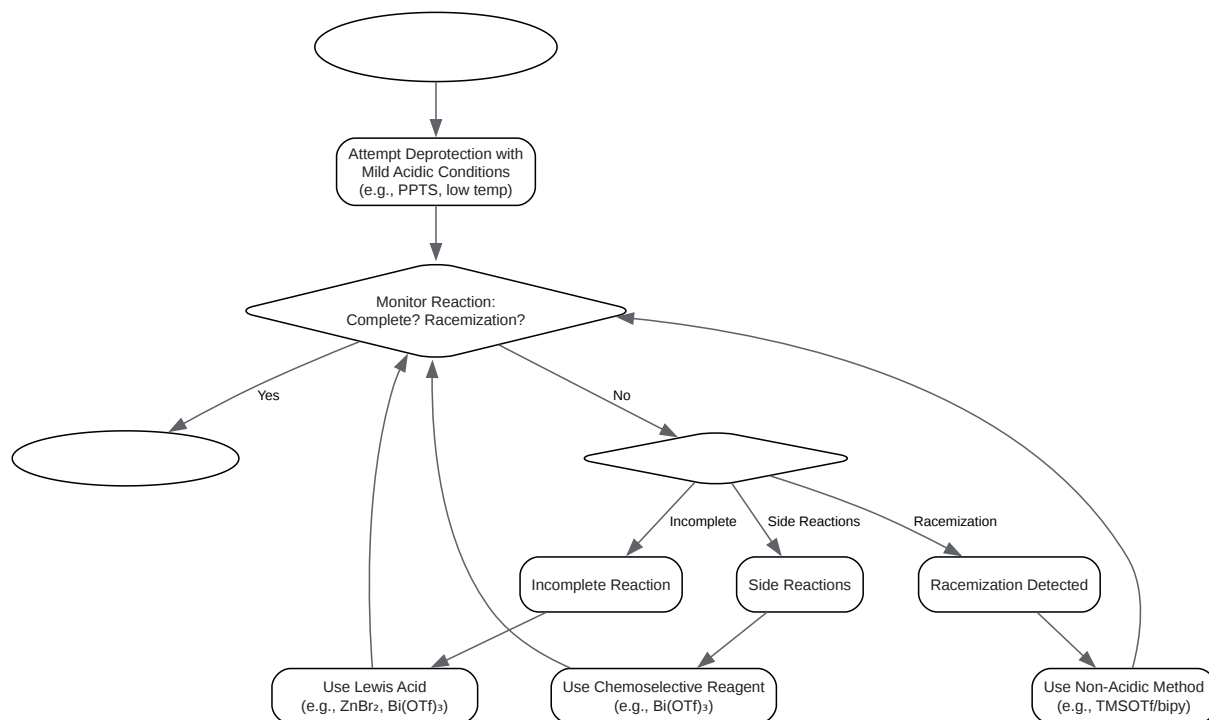 Attempt Deprotection with
Mild Acidic Conditions
(e.g., PPTS, low temp)
Monitor Reaction:
Complete? Racemization?
Yes
No
Incomplete
Side Reactions
Racemization
Incomplete Reaction
Side Reactions
Racemization Detected
Use Lewis Acid
(e.g., ZnBr₂, Bi(OTf)₃)
Use Chemoselective Reagent
(e.g., Bi(OTf)₃)
Use Non-Acidic Method
(e.g., TMSOTf/bipy)